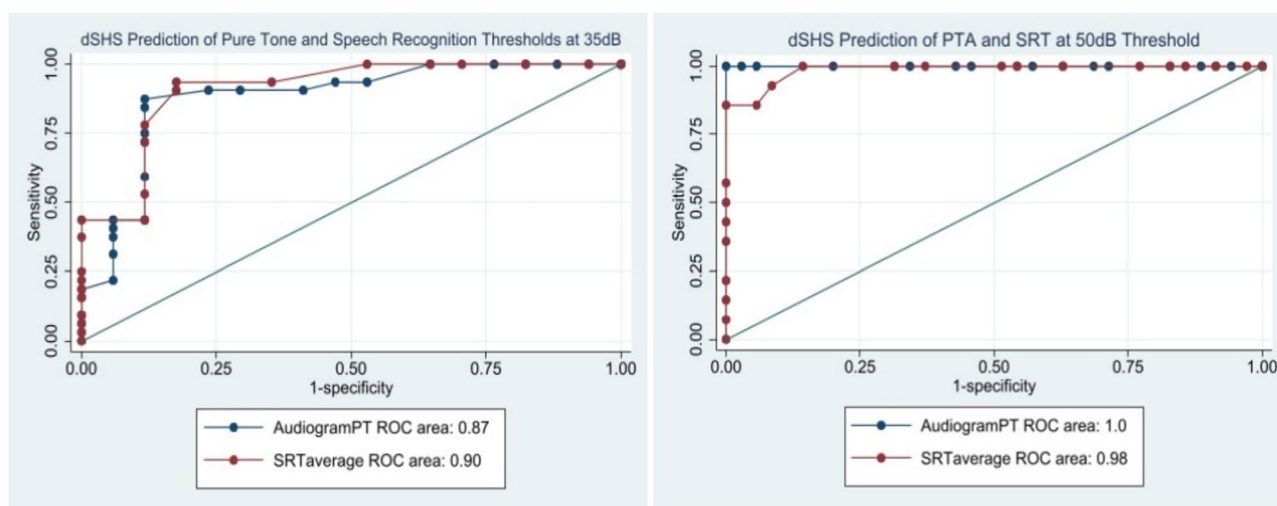 dSHS Prediction of Pure Tone and Speech Recognition Thresholds at 35dB
Sensitivity
1.00
0.75
0.50
0.25
0.00
0.00 0.25 0.50 0.75 1.00
1-specificity
AudiogramPT ROC area: 0.87
SRTaverage ROC area: 0.90
dSHS Prediction of PTA and SRT at 50dB Threshold
Sensitivity
1.00
0.75
0.50
0.25
0.00
0.00 0.25 0.50 0.75 1.00
1-specificity
AudiogramPT ROC area: 1.0
SRTaverage ROC area: 0.98